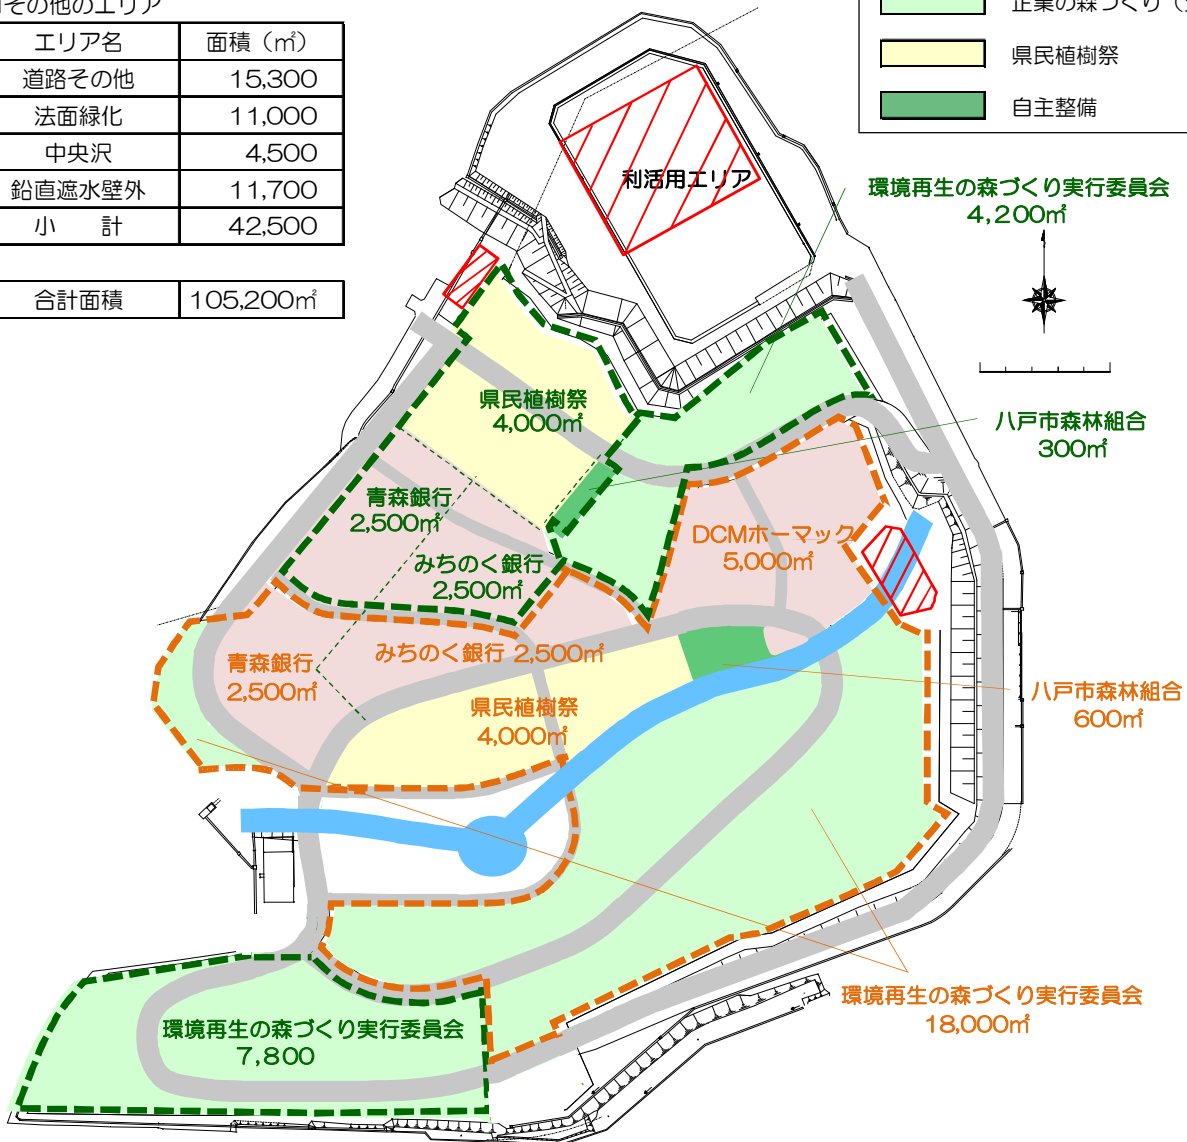 その他のエリア
エリア名 面積（㎡）
道路その他 15,300
法面緑化 11,000
中央沢 4,500
鉛直遮水壁外 11,700
小　計 42,500
合計面積 105,200㎡
企業の森づくり（
県民植樹祭
自主整備
利活用エリア
環境再生の森づくり実行委員会
4,200㎡
県民植樹祭
4,000㎡
八戸市森林組合
300㎡
青森銀行
2,500㎡
みちのく銀行
2,500㎡
DCMホーマック
5,000㎡
青森銀行
2,500㎡
みちのく銀行 2,500㎡
県民植樹祭
4,000㎡
八戸市森林組合
600㎡
環境再生の森づくり実行委員会
18,000㎡
環境再生の森づくり実行委員会
7,800